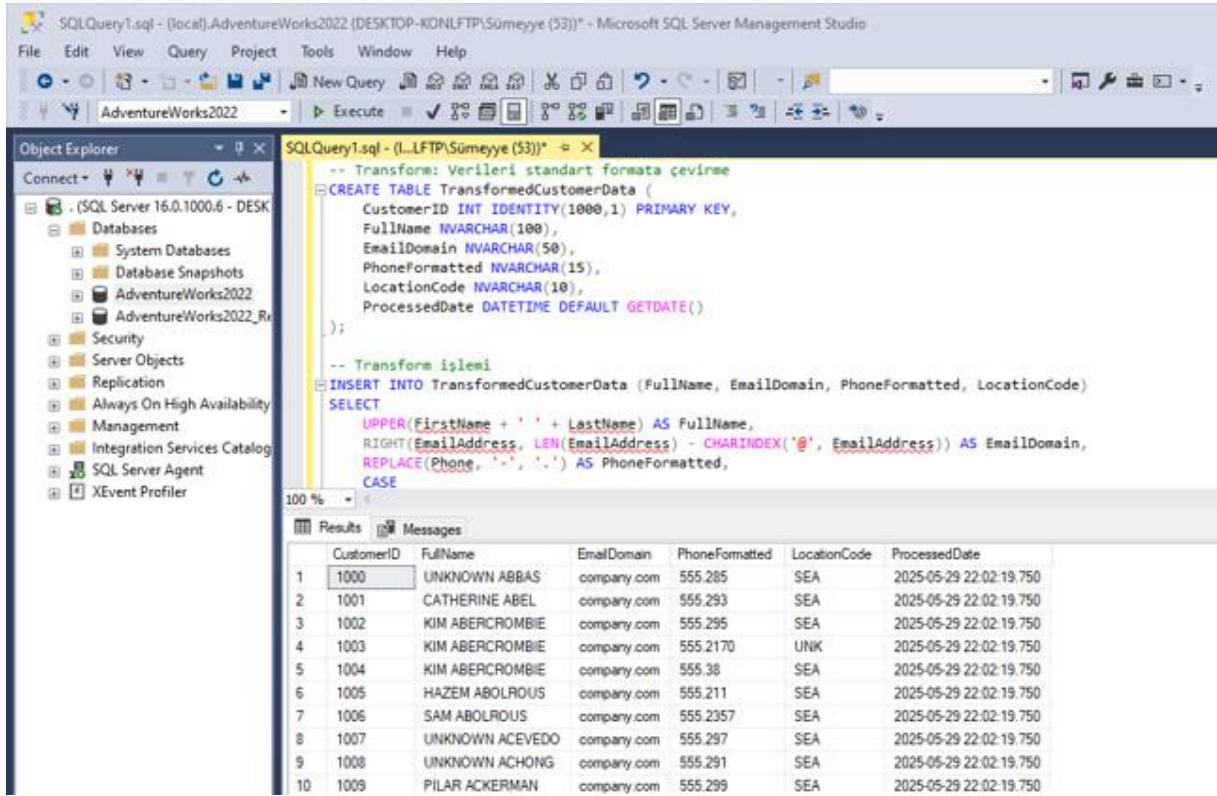 SQLQuery1.sql - (local).AdventureWorks2022 (DESKTOP-KONLFTP\Sümeyye (53))* - Microsoft SQL Server Management Studio
File Edit View Query Project Tools Window Help
New Query
AdventureWorks2022 Execute
Object Explorer
SQLQuery1.sql - (l...LFTP\Sümeyye (53))*
Connect
. (SQL Server 16.0.1000.6 - DESK
Databases
System Databases
Database Snapshots
AdventureWorks2022
AdventureWorks2022_Re
Security
Server Objects
Replication
Always On High Availability
Management
Integration Services Catalog
SQL Server Agent
XEvent Profiler
-- Transform: Verileri standart formata çevirme
CREATE TABLE TransformedCustomerData (
CustomerID INT IDENTITY(1000,1) PRIMARY KEY,
FullName NVARCHAR(100),
EmailDomain NVARCHAR(50),
PhoneFormatted NVARCHAR(15),
LocationCode NVARCHAR(10),
ProcessedDate DATETIME DEFAULT GETDATE()
);
-- Transform işlemi
INSERT INTO TransformedCustomerData (FullName, EmailDomain, PhoneFormatted, LocationCode)
SELECT
UPPER(FirstName + ' ' + LastName) AS FullName,
RIGHT(EmailAddress, LEN(EmailAddress) - CHARINDEX('@', EmailAddress)) AS EmailDomain,
REPLACE(Phone, '-', '.') AS PhoneFormatted,
CASE
100 %
Results Messages
CustomerID FullName EmailDomain PhoneFormatted LocationCode ProcessedDate
1 1000 UNKNOWN ABBAS company.com 555.285 SEA 2025-05-29 22:02:19.750
2 1001 CATHERINE ABEL company.com 555.293 SEA 2025-05-29 22:02:19.750
3 1002 KIM ABERCROMBIE company.com 555.295 SEA 2025-05-29 22:02:19.750
4 1003 KIM ABERCROMBIE company.com 555.2170 UNK 2025-05-29 22:02:19.750
5 1004 KIM ABERCROMBIE company.com 555.38 SEA 2025-05-29 22:02:19.750
6 1005 HAZEM ABOLROUS company.com 555.211 SEA 2025-05-29 22:02:19.750
7 1006 SAM ABOLROUS company.com 555.2357 SEA 2025-05-29 22:02:19.750
8 1007 UNKNOWN ACEVEDO company.com 555.297 SEA 2025-05-29 22:02:19.750
9 1008 UNKNOWN ACHONG company.com 555.291 SEA 2025-05-29 22:02:19.750
10 1009 PILAR ACKERMAN company.com 555.299 SEA 2025-05-29 22:02:19.750